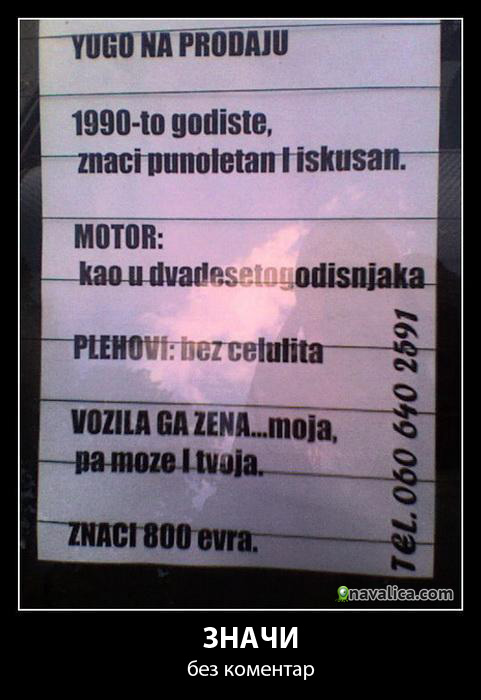 YUGO NA PRODAJU
1990-to godiste,
znaci punoletan I iskusan.
MOTOR:
kao u dvadesetogodisnjaka
PLEHOVI: bez celulita
VOZILA GA ZENA...moja,
pa moze I tvoja.
ZNACI 800 evra.
TEL. 060 640 2591
navalica.com
ЗНАЧИ
без коментар